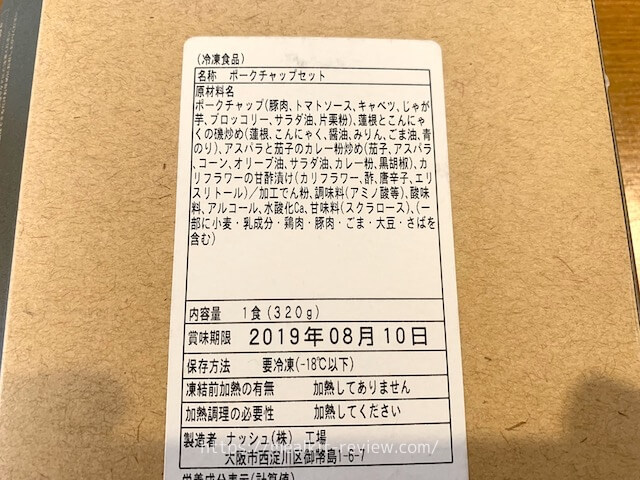 (冷凍食品)
名称 ポークチャップセット
原材料名
ポークチャップ(豚肉、トマトソース、キャベツ、じゃが
芋、ブロッコリー、サラダ油、片栗粉)、蓮根とこんにゃ
くの磯炒め(蓮根、こんにゃく、醤油、みりん、ごま油、青
のり)、アスパラと茄子のカレー粉炒め(茄子、アスパラ
、コーン、オリーブ油、サラダ油、カレー粉、黒胡椒)、カ
リフラワーの甘酢漬け(カリフラワー、酢、唐辛子、エリ
スリトール)/加工でん粉、調味料(アミノ酸等)、酸味
料、アルコール、水酸化Ca、甘味料(スクラロース)、(一
部に小麦・乳成分・鶏肉・豚肉・ごま・大豆・さばを
含む)
内容量 1食(320g)
賞味期限 2019年08月10日
保存方法 要冷凍(-18℃以下)
凍結前加熱の有無 加熱してありません
加熱調理の必要性 加熱してください
製造者 ナッシュ(株) 工場
大阪市西淀川区御幣島1-6-7
栄養成分表示(計算値)